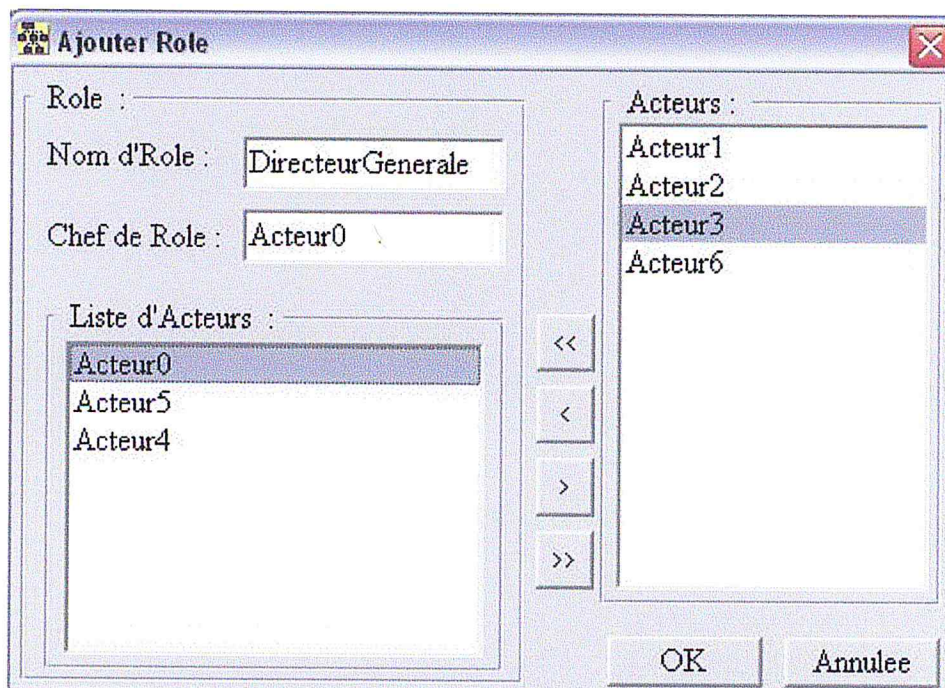 Ajouter Role
Role :
Nom d'Role :
DirecteurGenerale
Chef de Role :
Acteur0
Liste d'Acteurs :
Acteur0
Acteur5
Acteur4
<<
<
>
>>
Acteurs :
Acteur1
Acteur2
Acteur3
Acteur6
OK
Annulee